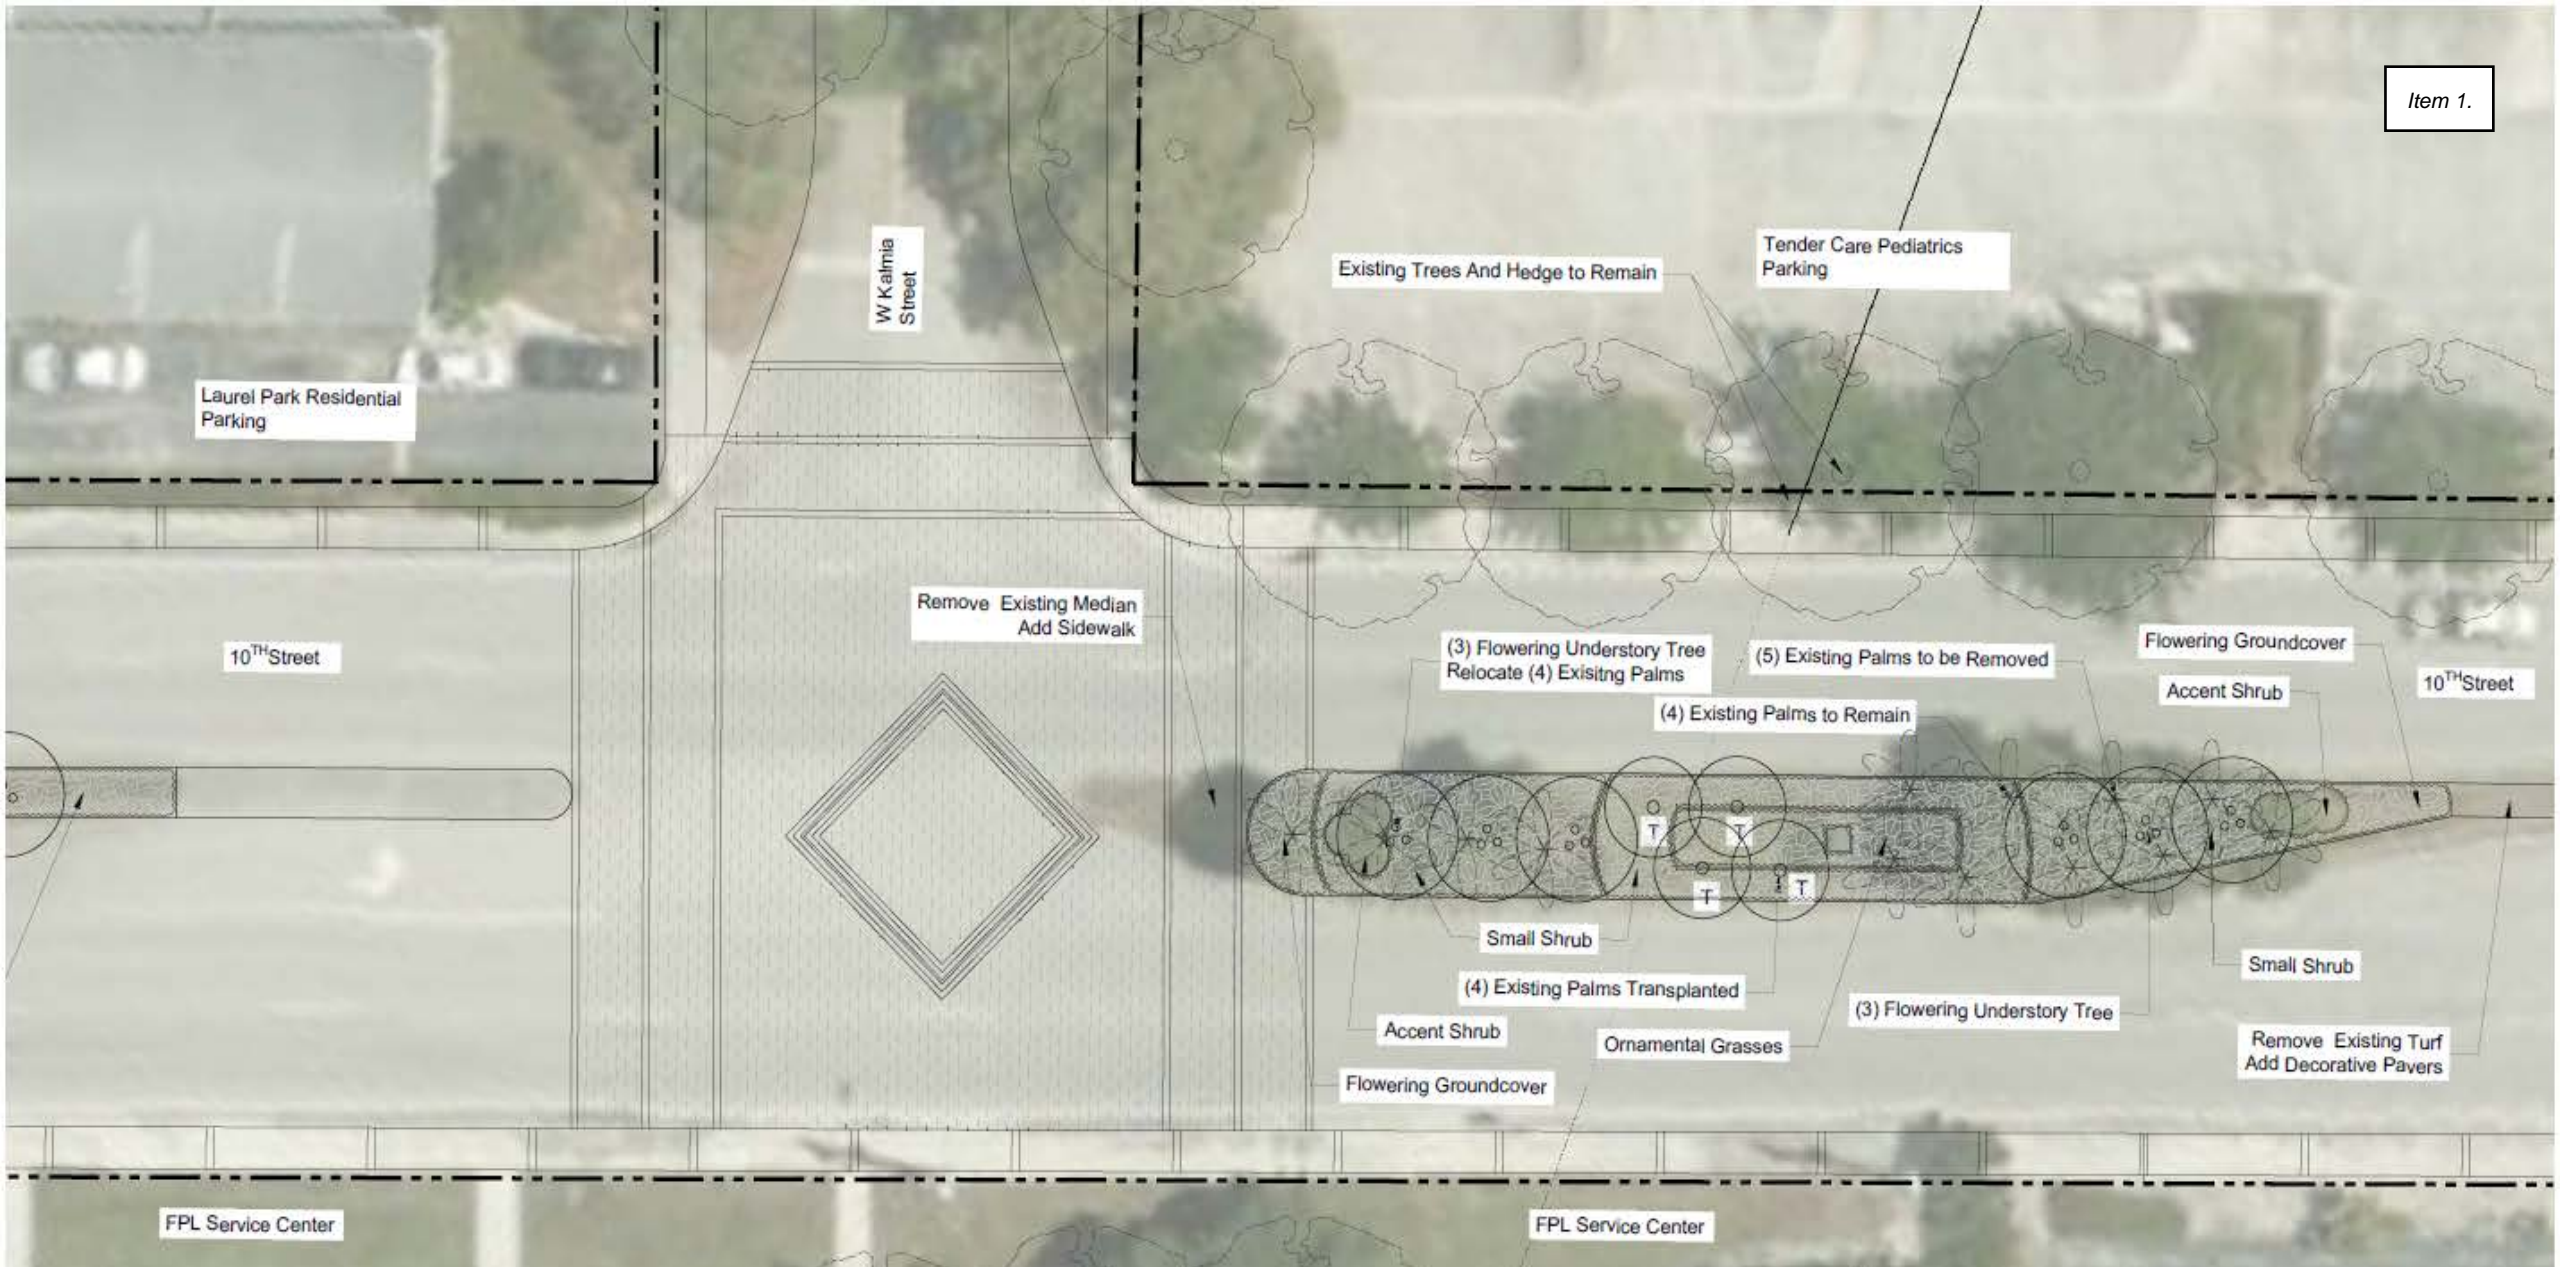 Item 1.
W Kalmia
Street
Tender Care Pediatrics
Parking
Existing Trees And Hedge to Remain
Laurel Park Residential
Parking
Remove Existing Median
Add Sidewalk
(3) Flowering Understory Tree
Relocate (4) Exisitng Palms
(5) Existing Palms to be Removed
Flowering Groundcover
10TH Street
Accent Shrub
10TH Street
(4) Existing Palms to Remain
T
T
T
T
Small Shrub
Small Shrub
(4) Existing Palms Transplanted
(3) Flowering Understory Tree
Accent Shrub
Ornamental Grasses
Remove Existing Turf
Add Decorative Pavers
Flowering Groundcover
FPL Service Center
FPL Service Center